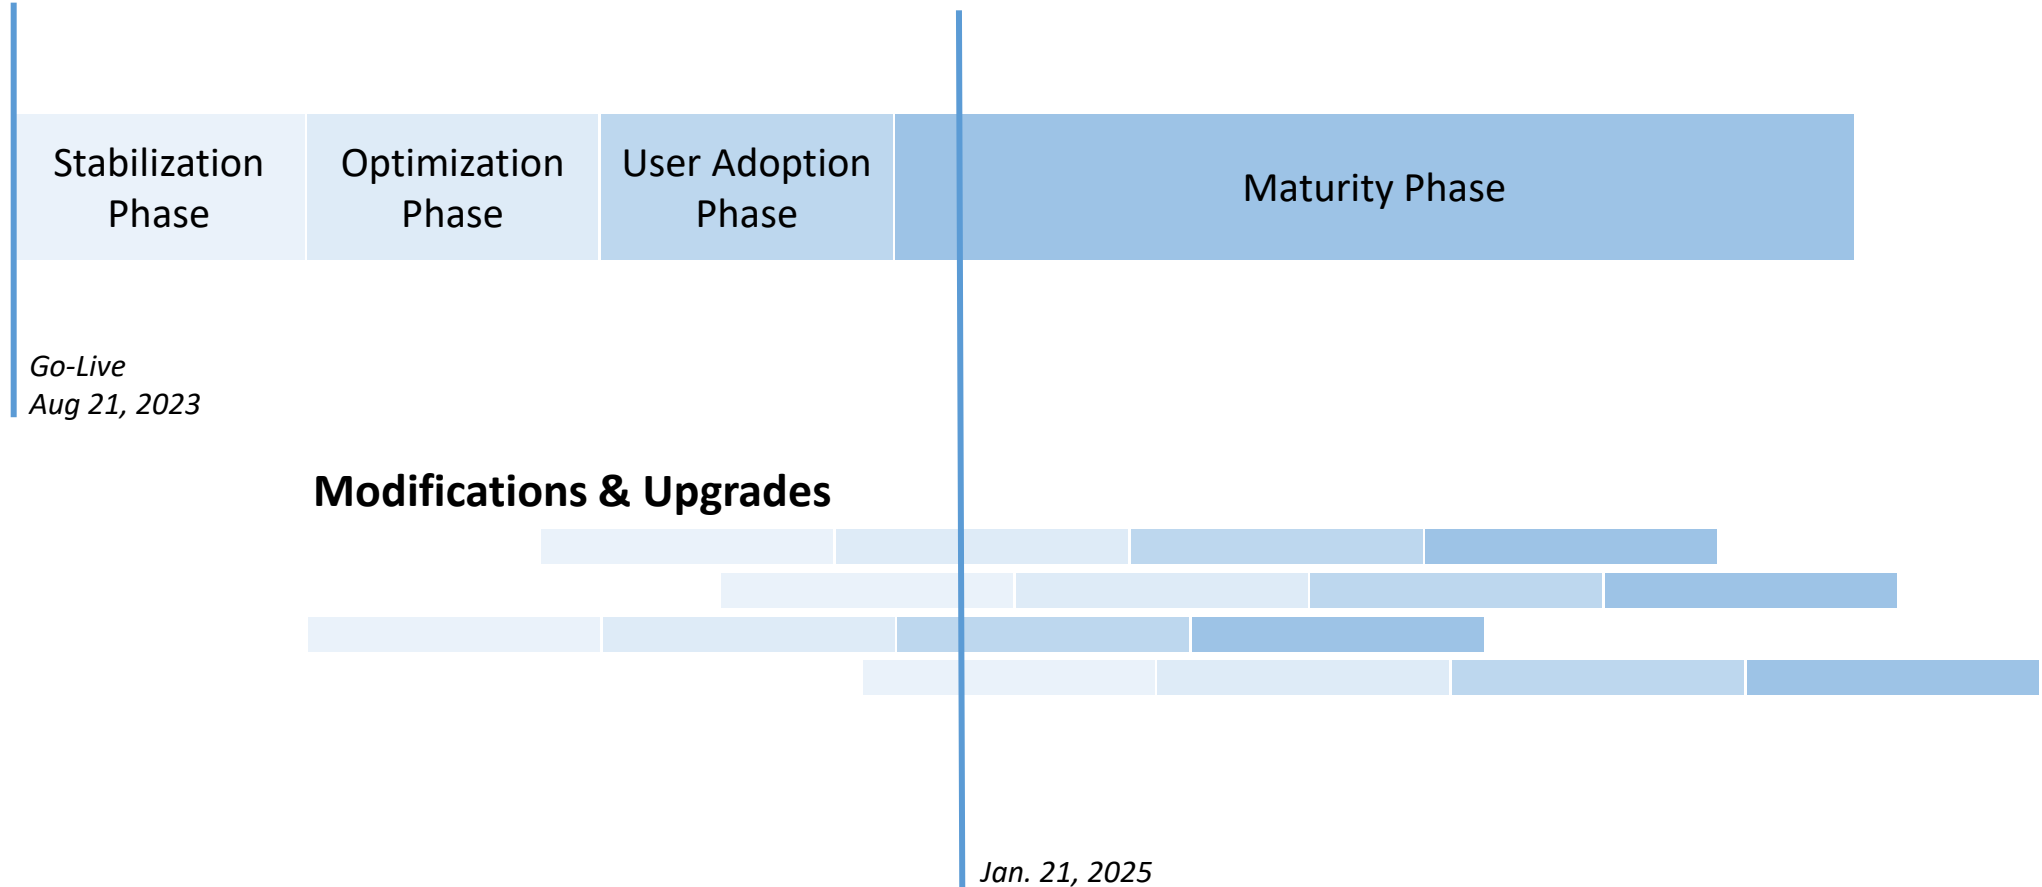 Stabilization
Phase
Optimization
Phase
User Adoption
Phase
Maturity Phase
Go-Live
Aug 21, 2023
Modifications & Upgrades
Jan. 21, 2025